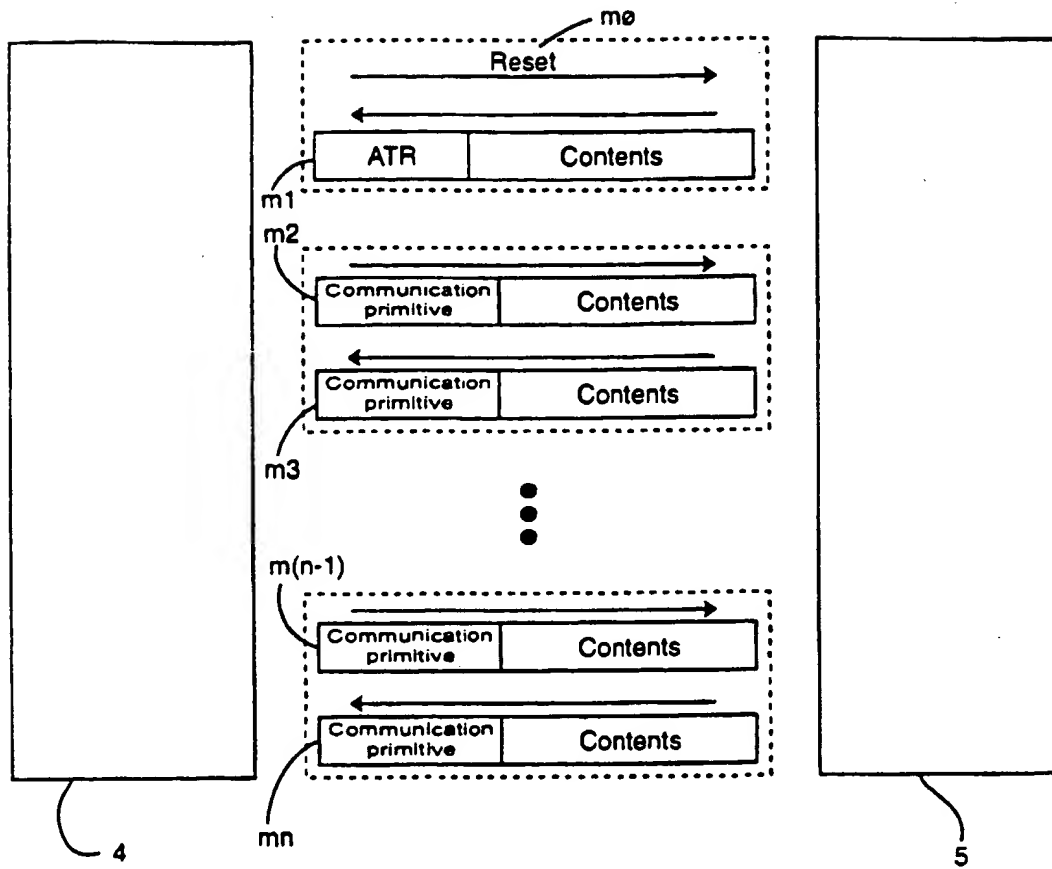 mø
Reset
ATR Contents
m1
m2
Communication
primitive
Contents
Communication
primitive
Contents
m3
m(n-1)
Communication
primitive
Contents
Communication
primitive
Contents
mn
4
5